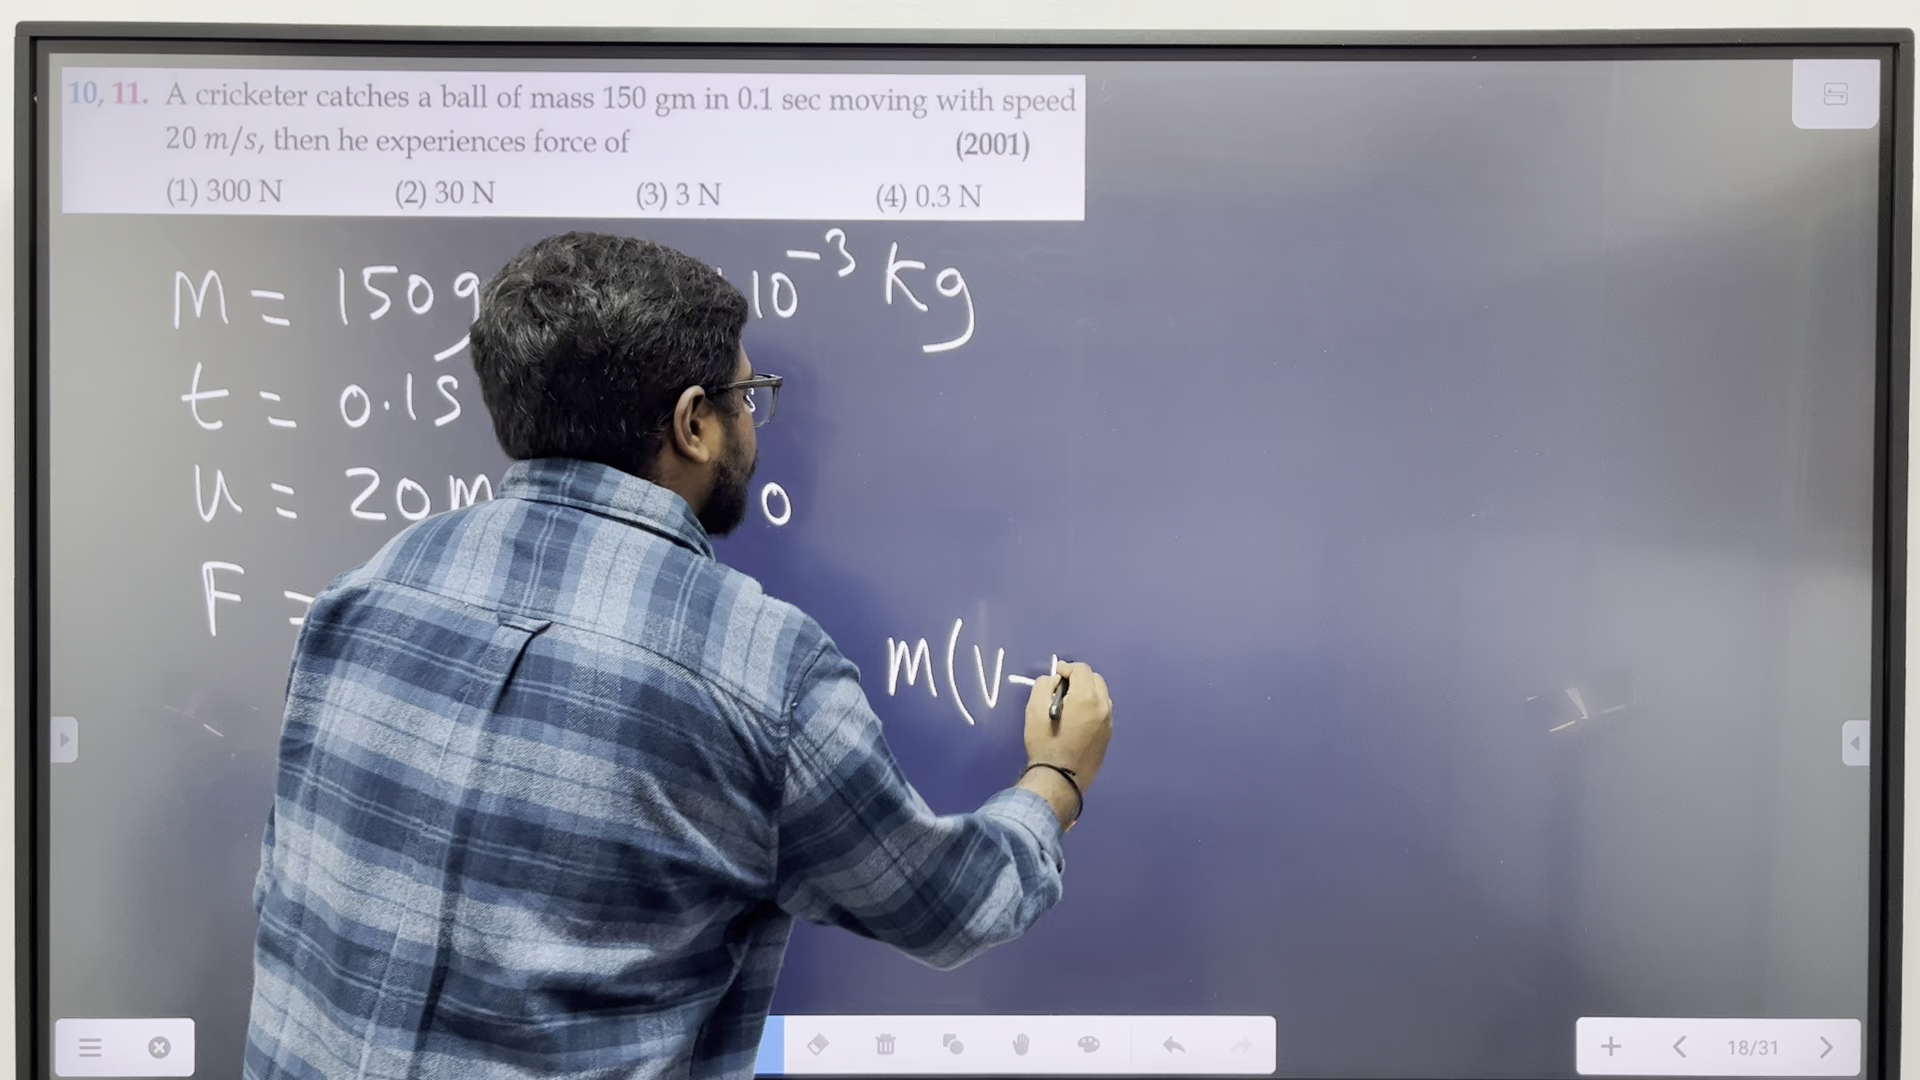 10, 11. A cricketer catches a ball of mass 150 gm in 0.1 sec moving with speed
20 m/s, then he experiences force of (2001)
(1) 300 N (2) 30 N (3) 3 N (4) 0.3 N
M = 150g 10⁻³ kg
t = 0.1s
u = 20m 0
F =
m(v-
18/31